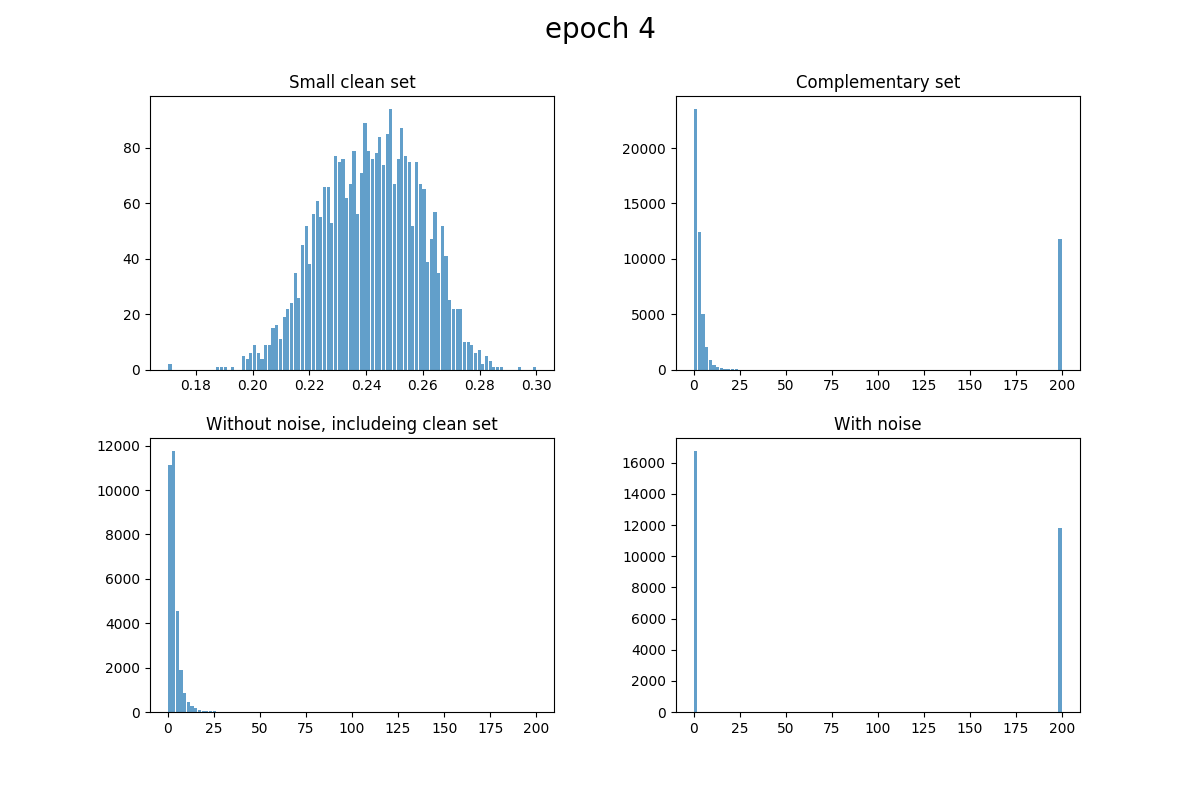 epoch 4
Small clean set
80
60
40
20
0
0.18 0.20 0.22 0.24 0.26 0.28 0.30
Complementary set
20000
15000
10000
5000
0
0 25 50 75 100 125 150 175 200
Without noise, includeing clean set
12000
10000
8000
6000
4000
2000
0
0 25 50 75 100 125 150 175 200
With noise
16000
14000
12000
10000
8000
6000
4000
2000
0
0 25 50 75 100 125 150 175 200